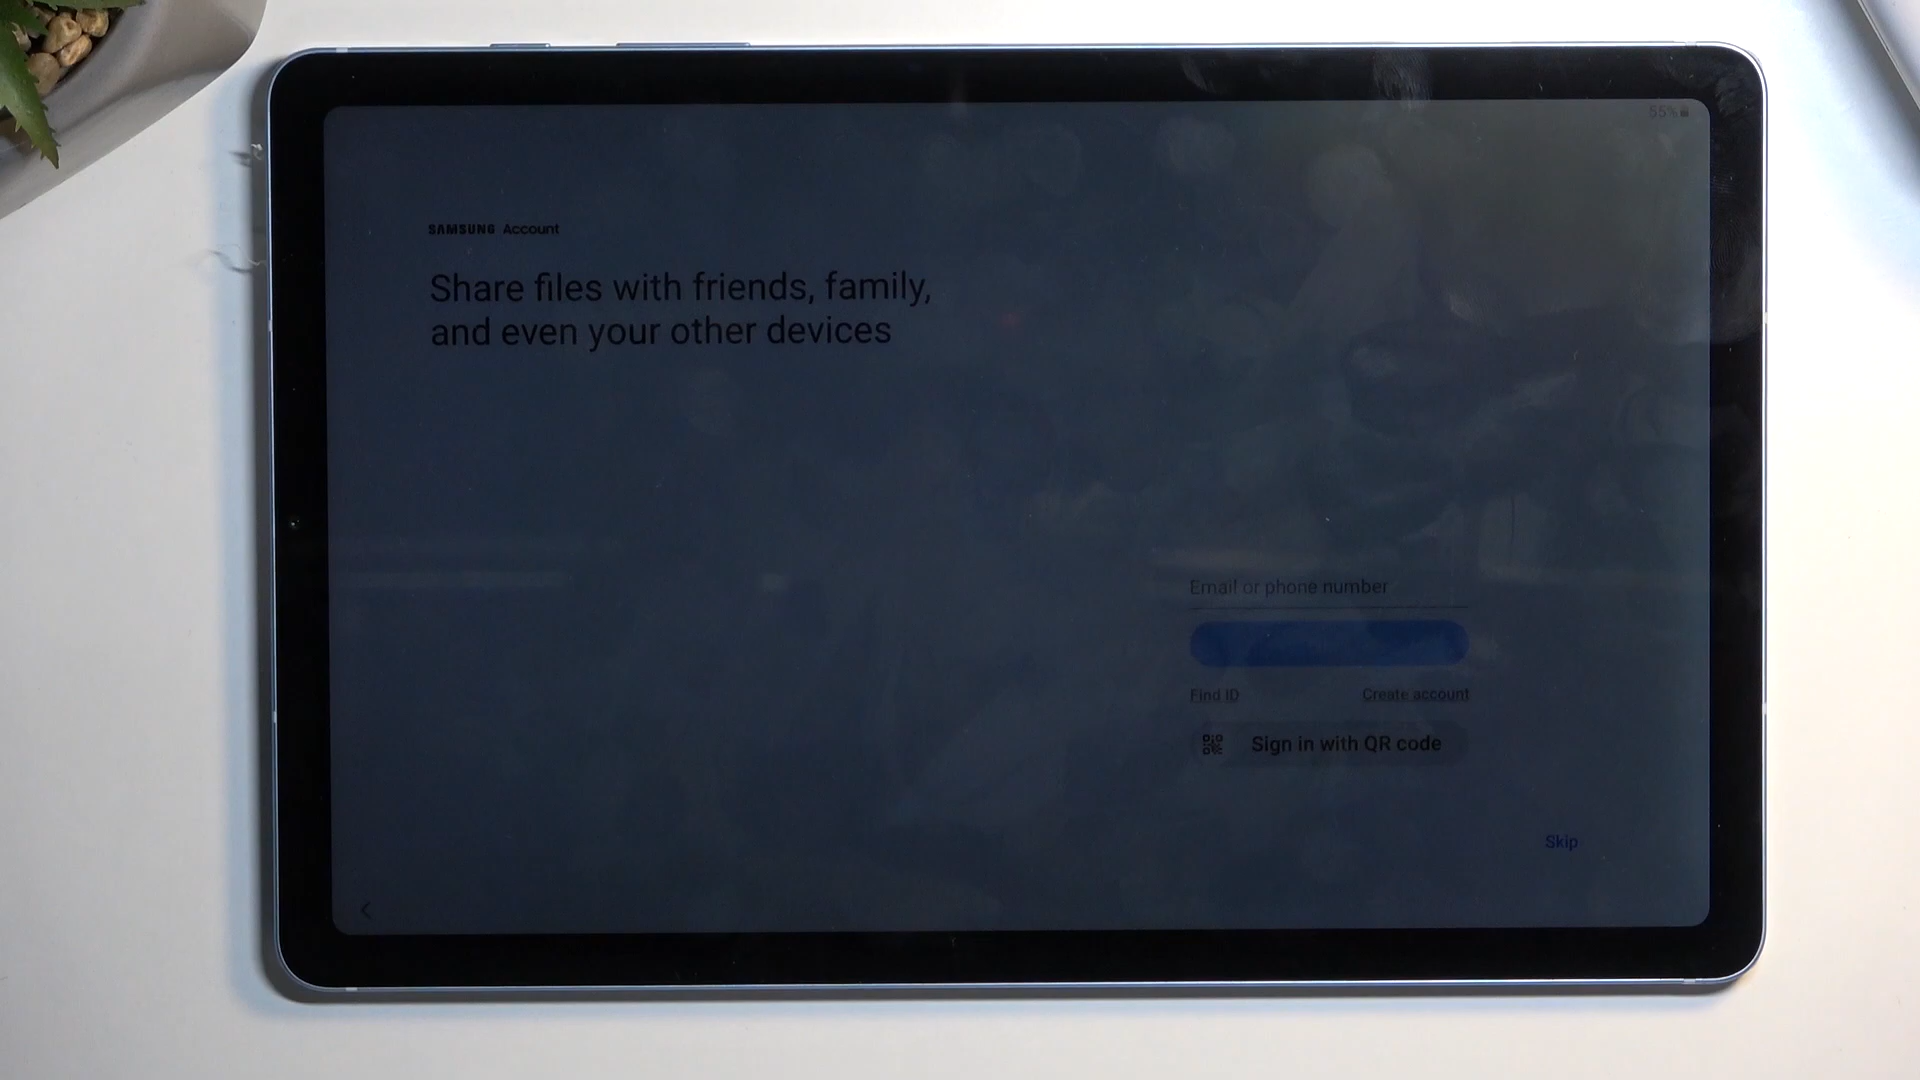 55%
SAMSUNG Account
Share files with friends, family,
and even your other devices
Email or phone number
Find ID
Create account
Sign in with QR code
Skip